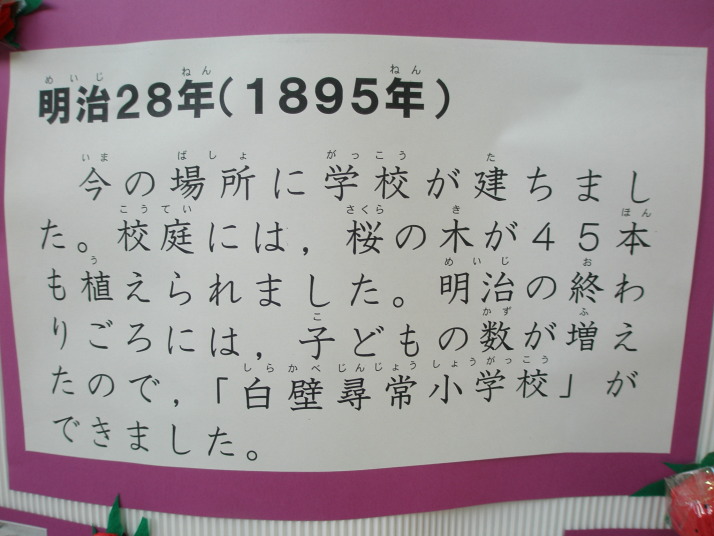 明治28年(1895年)
今の場所に学校が建ちまし
た。校庭には,桜の木が45本
も植えられました。明治の終わ
りごろには,子どもの数が増え
たので,「白壁尋常小学校」が
できました。